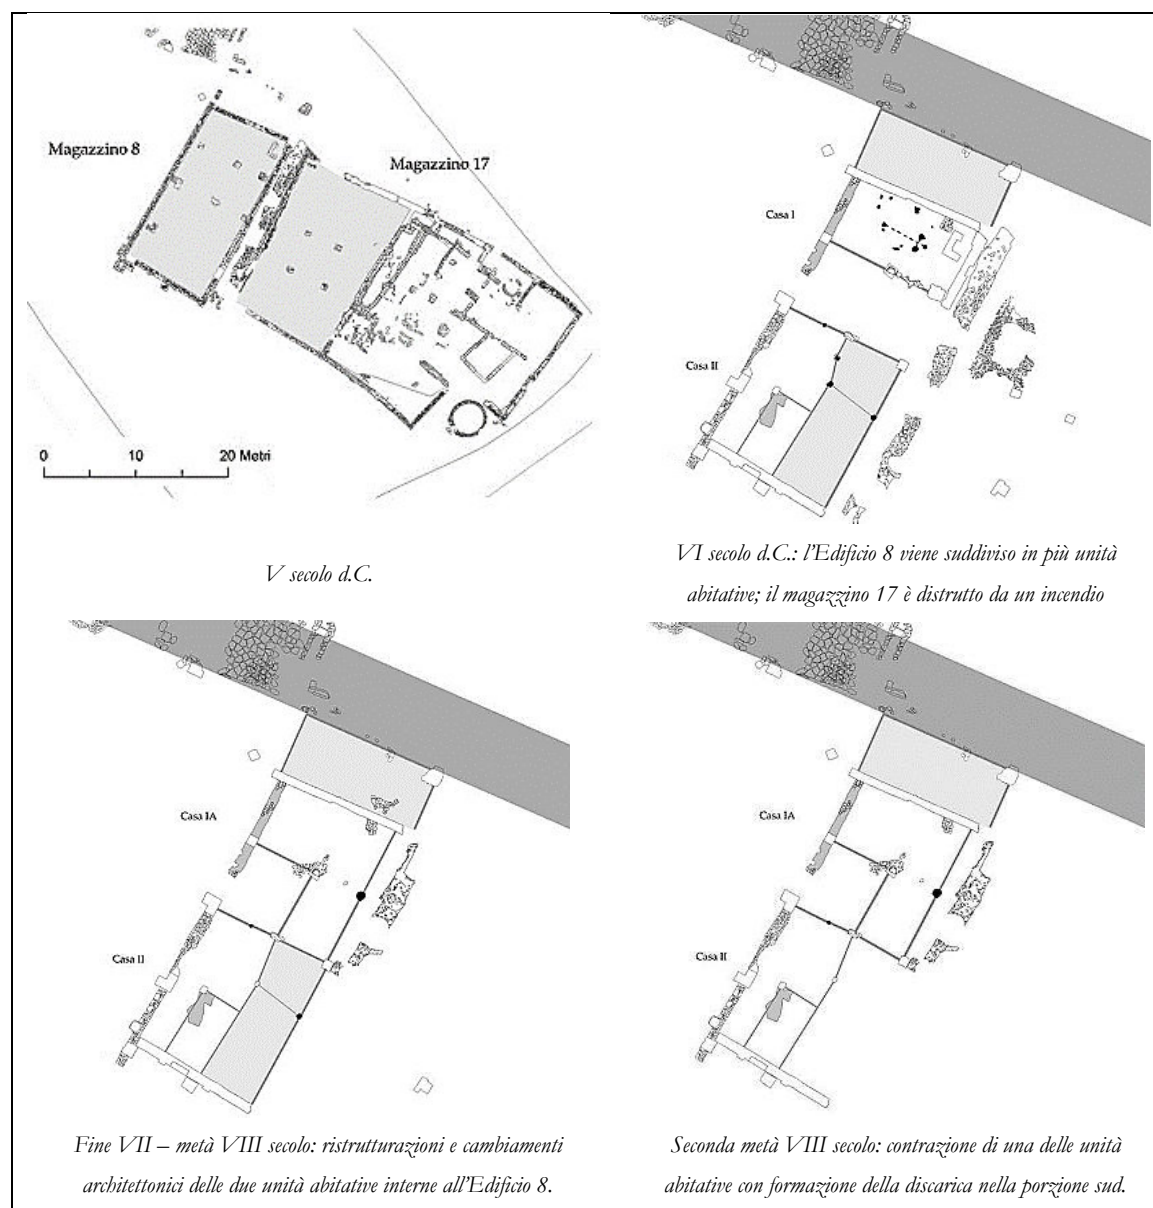 Magazzino 8
Magazzino 17
0 10 20 Metri
V secolo d.C.
Casa I
Casa II
VI secolo d.C.: l'Edificio 8 viene suddiviso in più unità
abitative; il magazzino 17 è distrutto da un incendio
Casa IA
Casa II
Fine VII – metà VIII secolo: ristrutturazioni e cambiamenti
architettonici delle due unità abitative interne all'Edificio 8.
Casa IA
Casa II
Seconda metà VIII secolo: contrazione di una delle unità
abitative con formazione della discarica nella porzione sud.